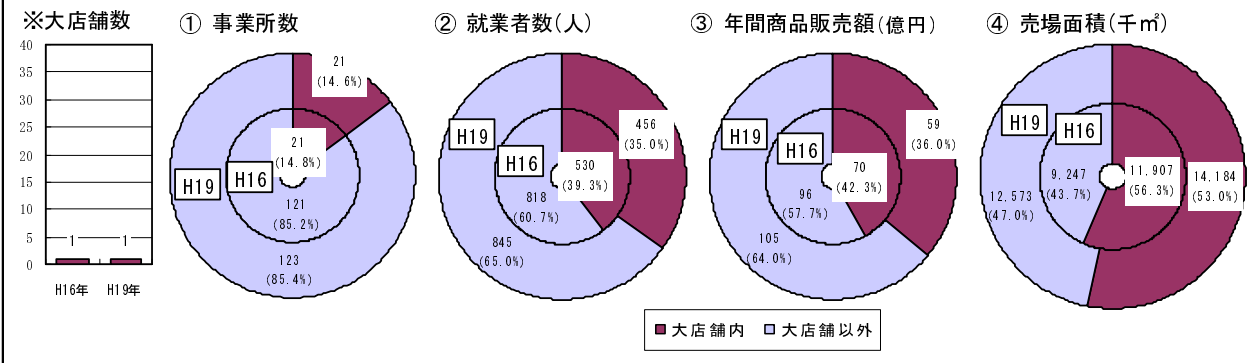 ※大店舗数
① 事業所数
② 就業者数(人)
③ 年間商品販売額(億円)
④ 売場面積(千㎡)
40
35
30
25
20
15
10
5
0
1
1
H16年
H19年
21
(14.6%)
21
(14.8%)
H16
H19
121
(85.2%)
123
(85.4%)
H19
H16
456
(35.0%)
530
(39.3%)
818
(60.7%)
845
(65.0%)
H19
H16
59
(36.0%)
70
(42.3%)
96
(57.7%)
105
(64.0%)
H19
H16
11,907
(56.3%)
14,184
(53.0%)
9,247
(43.7%)
12,573
(47.0%)
大店舗内
大店舗以外